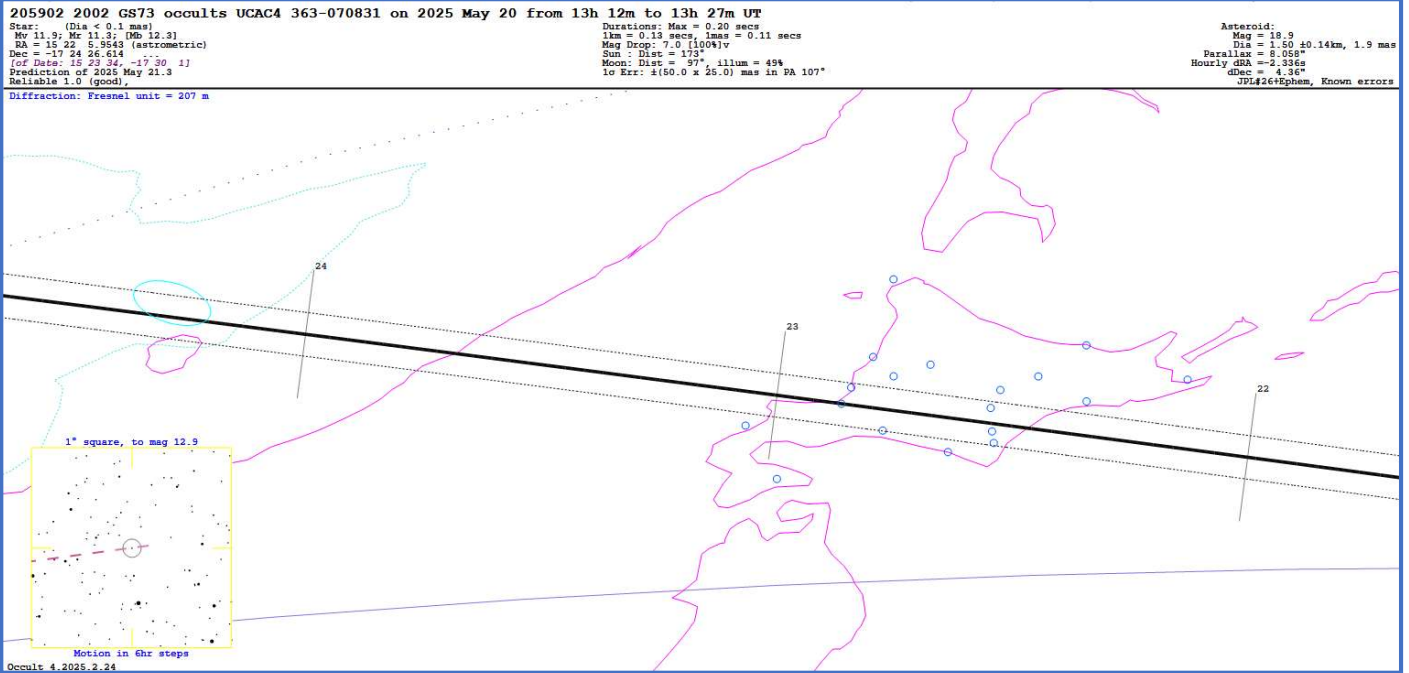 205902 2002 GS73 occults UCAC4 363-070831 on 2025 May 20 from 13h 12m to 13h 27m UT
Star: (Dia < 0.1 mas)
Mv 11.9; Mr 11.3; [Mb 12.3]
RA = 15 22 5.9543 (astrometric)
Dec = -17 24 26.614 ...
[of Date: 15 23 34, -17 30 1]
Prediction of 2025 May 21.3
Reliable 1.0 (good),
Durations: Max = 0.20 secs
1km = 0.13 secs, 1mas = 0.11 secs
Mag Drop: 7.0 [100%]v
Sun : Dist = 173°
Moon: Dist = 97°, illum = 49%
1σ Err: ±(50.0 x 25.0) mas in PA 107°
Asteroid:
Mag = 18.9
Dia = 1.50 ±0.14km, 1.9 mas
Parallax = 8.058"
Hourly dRA =-2.336s
dDec = 4.36"
JPL#26+Ephem, Known errors
Diffraction: Fresnel unit = 207 m
24
23
22
1° square, to mag 12.9
Motion in 6hr steps
Occult 4.2025.2.24